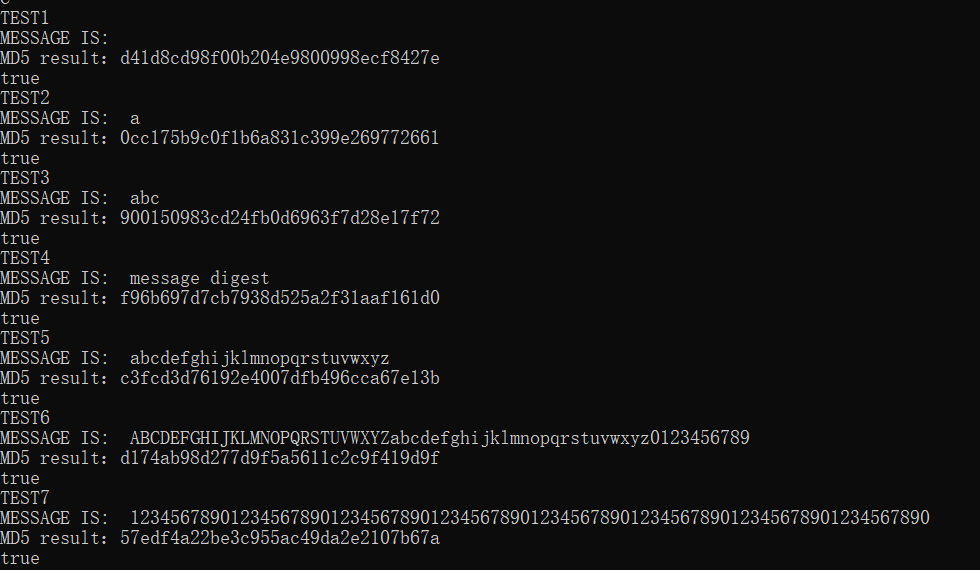 TEST1
MESSAGE IS:
MD5 result: d41d8cd98f00b204e9800998ecf8427e
true
TEST2
MESSAGE IS:  a
MD5 result: 0cc175b9c0f1b6a831c399e269772661
true
TEST3
MESSAGE IS:  abc
MD5 result: 900150983cd24fb0d6963f7d28e17f72
true
TEST4
MESSAGE IS:  message digest
MD5 result: f96b697d7cb7938d525a2f31aaf161d0
true
TEST5
MESSAGE IS:  abcdefghijklmnopqrstuvwxyz
MD5 result: c3fcd3d76192e4007dfb496cca67e13b
true
TEST6
MESSAGE IS:  ABCDEFGHIJKLMNOPQRSTUVWXYZabcdefghijklmnopqrstuvwxyz0123456789
MD5 result: d174ab98d277d9f5a5611c2c9f419d9f
true
TEST7
MESSAGE IS:  12345678901234567890123456789012345678901234567890123456789012345678901234567890
MD5 result: 57edf4a22be3c955ac49da2e2107b67a
true